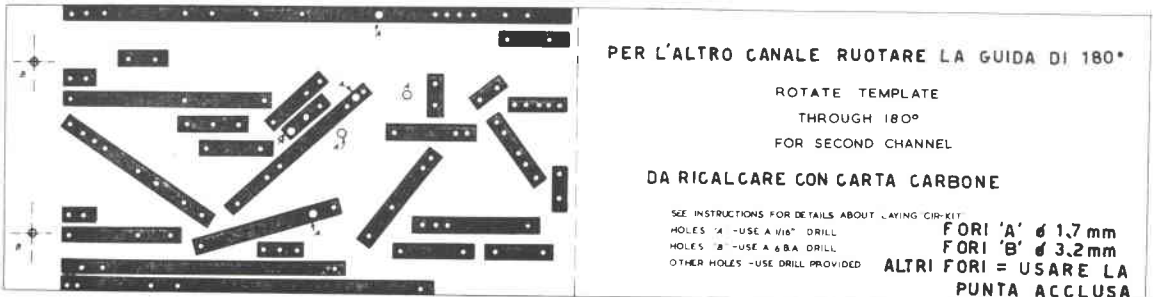 A
B
A
A
A
A
A
B
PER L'ALTRO CANALE RUOTARE LA GUIDA DI 180°
ROTATE TEMPLATE
THROUGH 180°
FOR SECOND CHANNEL
DA RICALCARE CON CARTA CARBONE
SEE INSTRUCTIONS FOR DETAILS ABOUT LAYING CIR-KIT
HOLES 'A' -USE A 1/16" DRILL
HOLES 'B' -USE A 6 B.A DRILL
OTHER HOLES -USE DRILL PROVIDED
FORI 'A' ø 1,7 mm
FORI 'B' ø 3.2 mm
ALTRI FORI = USARE LA
PUNTA ACCLUSA